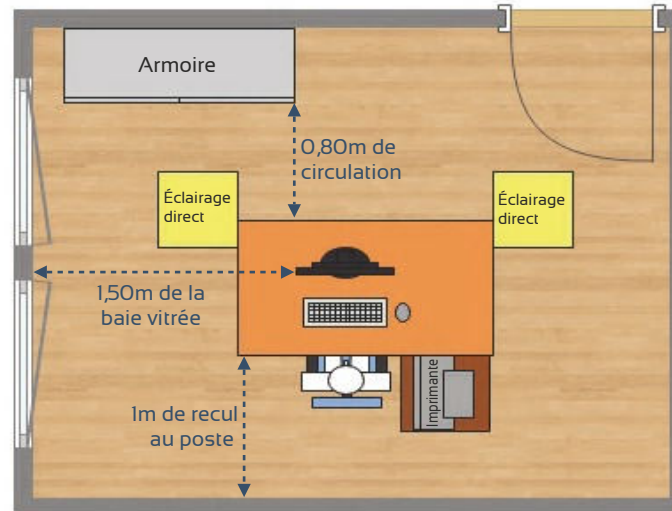 Armoire
0,80m de
circulation
Éclairage
direct
Éclairage
direct
1,50m de la
baie vitrée
1m de recul
au poste
Imprimante